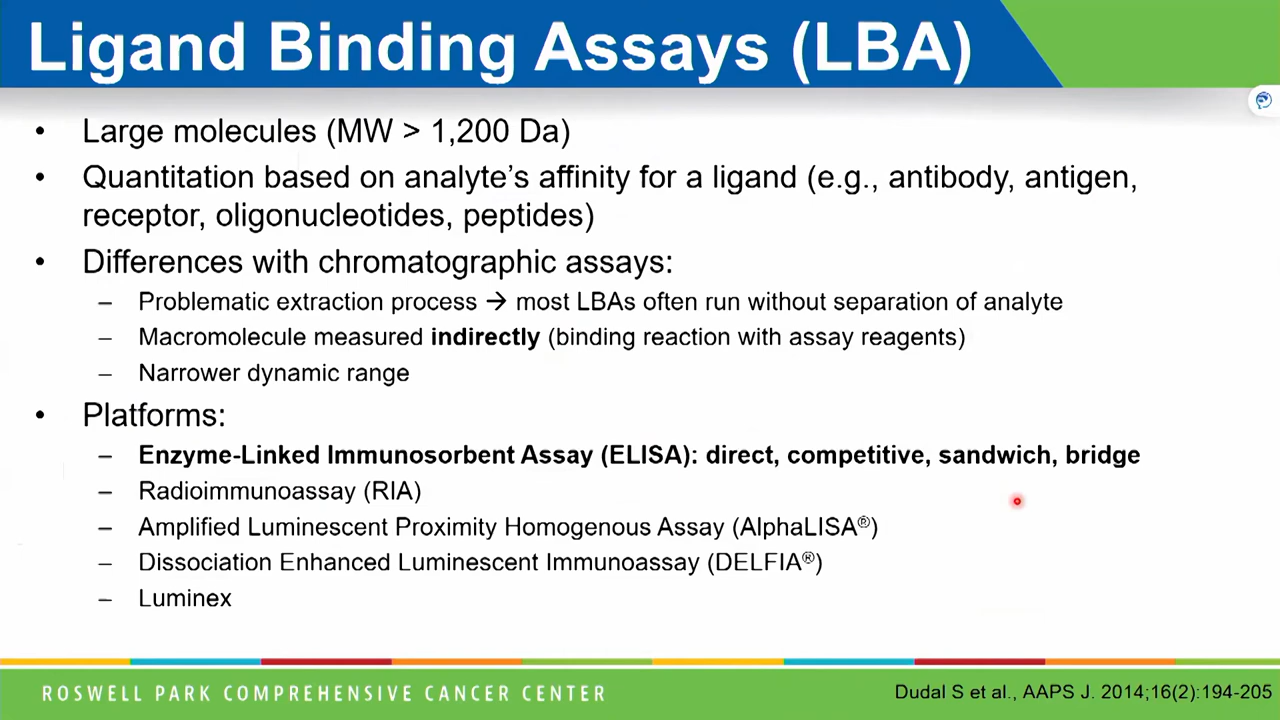 Ligand Binding Assays (LBA)
• Large molecules (MW > 1,200 Da)
• Quantitation based on analyte’s affinity for a ligand (e.g., antibody, antigen,
receptor, oligonucleotides, peptides)
• Differences with chromatographic assays:
– Problematic extraction process → most LBAs often run without separation of analyte
– Macromolecule measured indirectly (binding reaction with assay reagents)
– Narrower dynamic range
• Platforms:
– Enzyme-Linked Immunosorbent Assay (ELISA): direct, competitive, sandwich, bridge
– Radioimmunoassay (RIA)
– Amplified Luminescent Proximity Homogenous Assay (AlphaLISA®)
– Dissociation Enhanced Luminescent Immunoassay (DELFIA®)
– Luminex
ROSWELL PARK COMPREHENSIVE CANCER CENTER
Dudal S et al., AAPS J. 2014;16(2):194-205